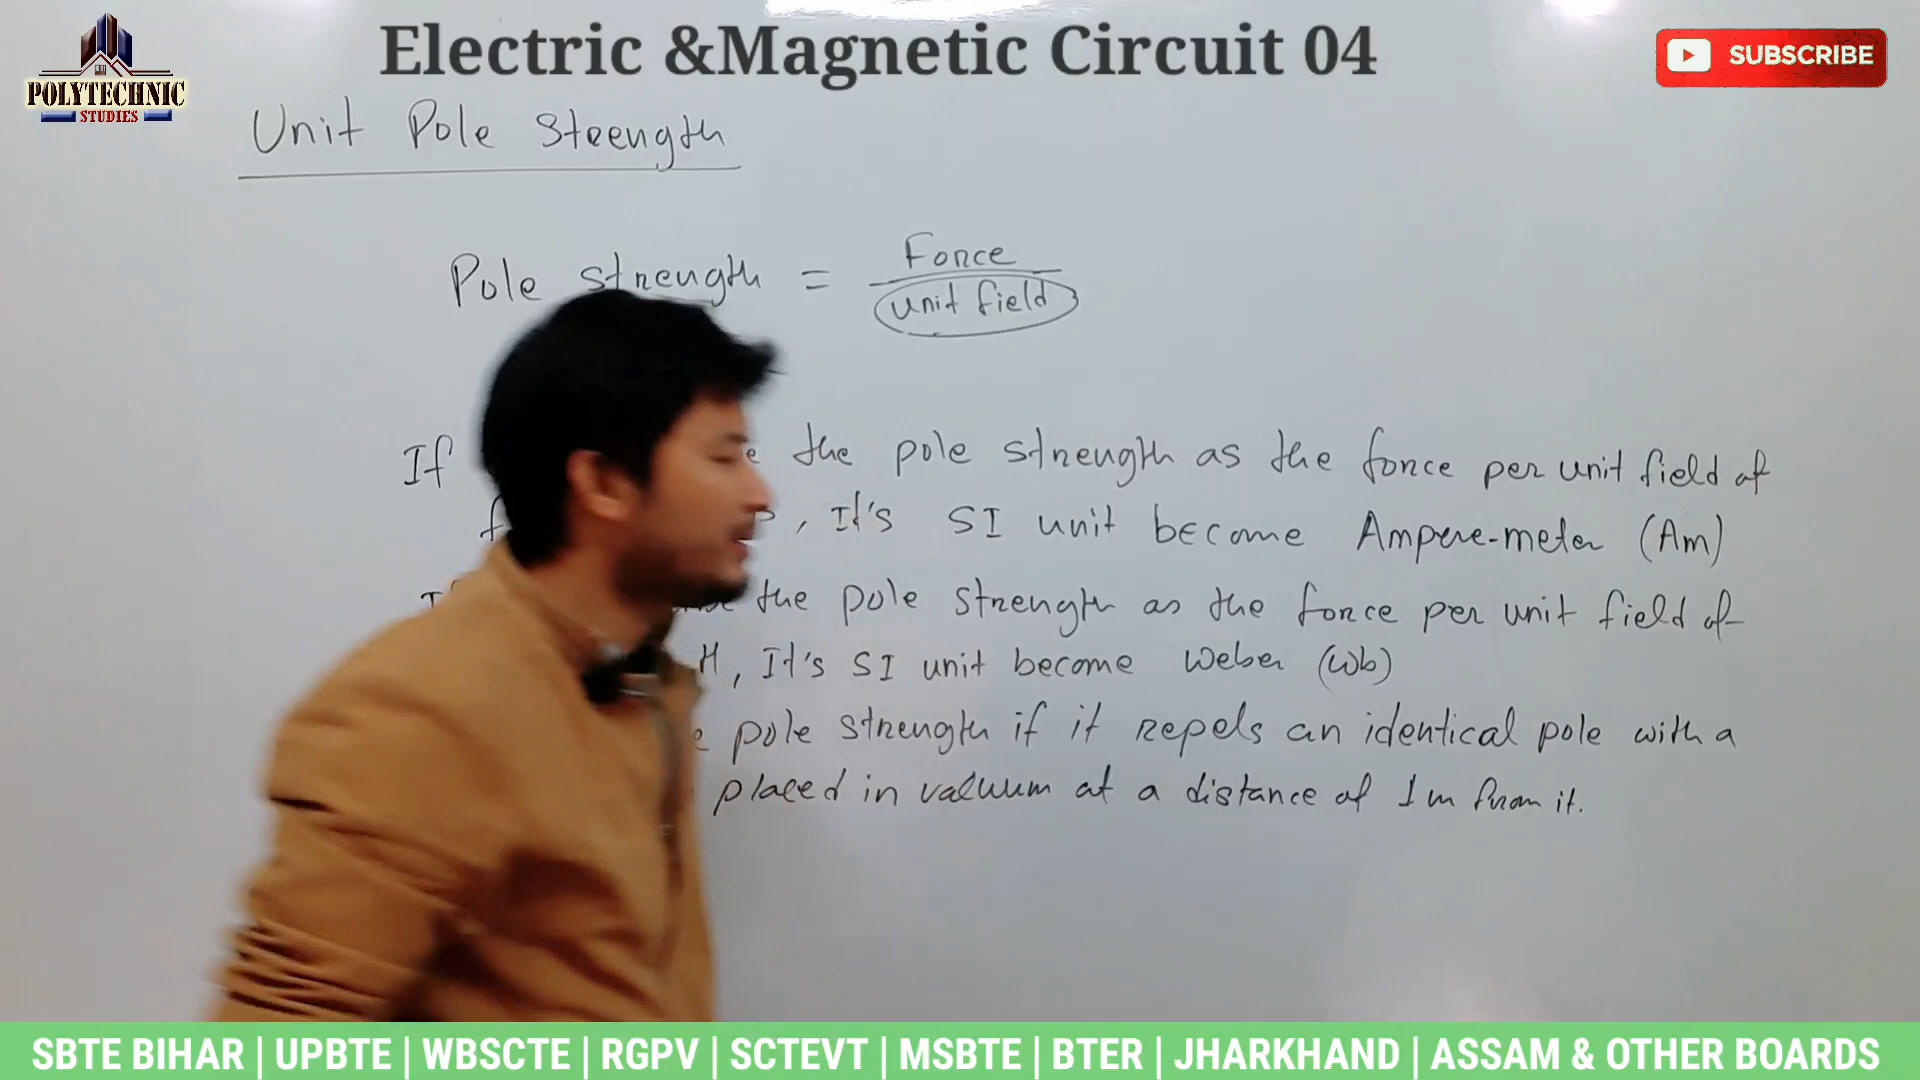 Electric &Magnetic Circuit 04
SUBSCRIBE
POLYTECHNIC
STUDIES
Unit Pole Strength
Pole strength = Force
unit field
If the pole strength as the force per unit field of
, It's SI unit become Ampere-meter (Am)
the pole strength as the force per unit field of
H, It's SI unit become Weber (Wb)
pole strength if it repels an identical pole with a
placed in vacuum at a distance of 1m from it.
SBTE BIHAR | UPBTE | WBSCTE | RGPV | SCTEVT | MSBTE | BTER | JHARKHAND | ASSAM & OTHER BOARDS